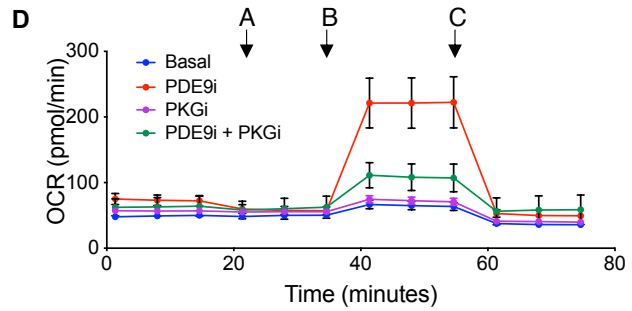 D
A B C
300
200
100
0
OCR (pmol/min)
Basal
PDE9i
PKGi
PDE9i + PKGi
0 20 40 60 80
Time (minutes)